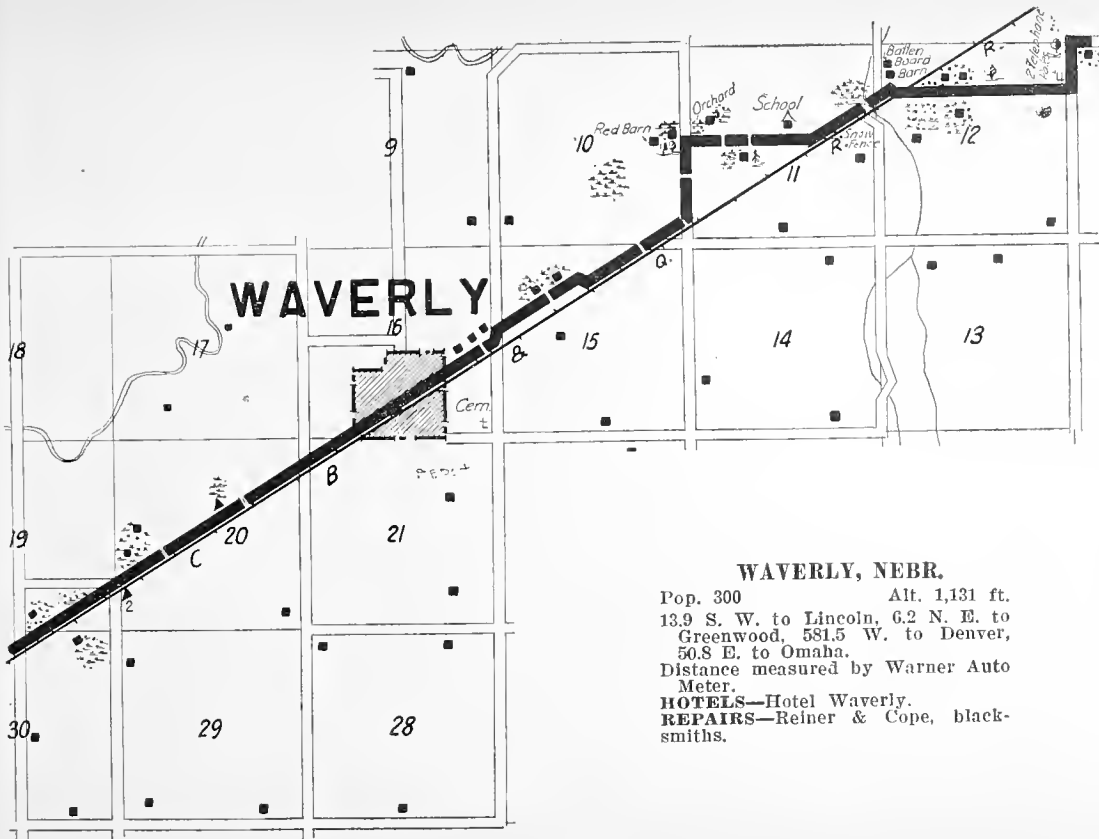 Batten
Board
Barn
R.
2 Telephone
Orchard
School
Red Barn
9
10
11
12
R.
Snow
Fence
Q.
WAVERLY
16
17
18
&
15
14
13
Cem.
B
19
20
C
21
2
30
29
28
WAVERLY, NEBR.
Pop. 300 Alt. 1,131 ft.
13.9 S. W. to Lincoln, 6.2 N. E. to
Greenwood, 581.5 W. to Denver,
50.8 E. to Omaha.
Distance measured by Warner Auto
Meter.
HOTELS—Hotel Waverly.
REPAIRS—Reiner & Cope, black-
smiths.